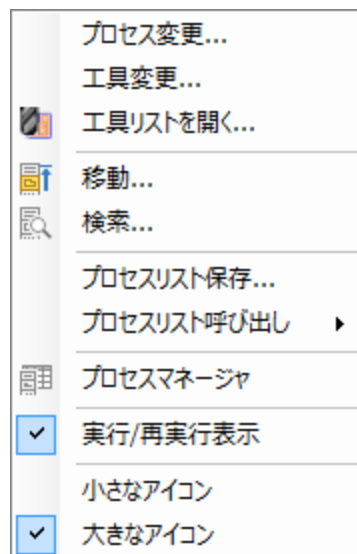 プロセス変更...
工具変更...
工具リストを開く...
移動...
検索...
プロセスリスト保存...
プロセスリスト呼び出し
プロセスマネージャ
実行/再実行表示
小さなアイコン
大きなアイコン